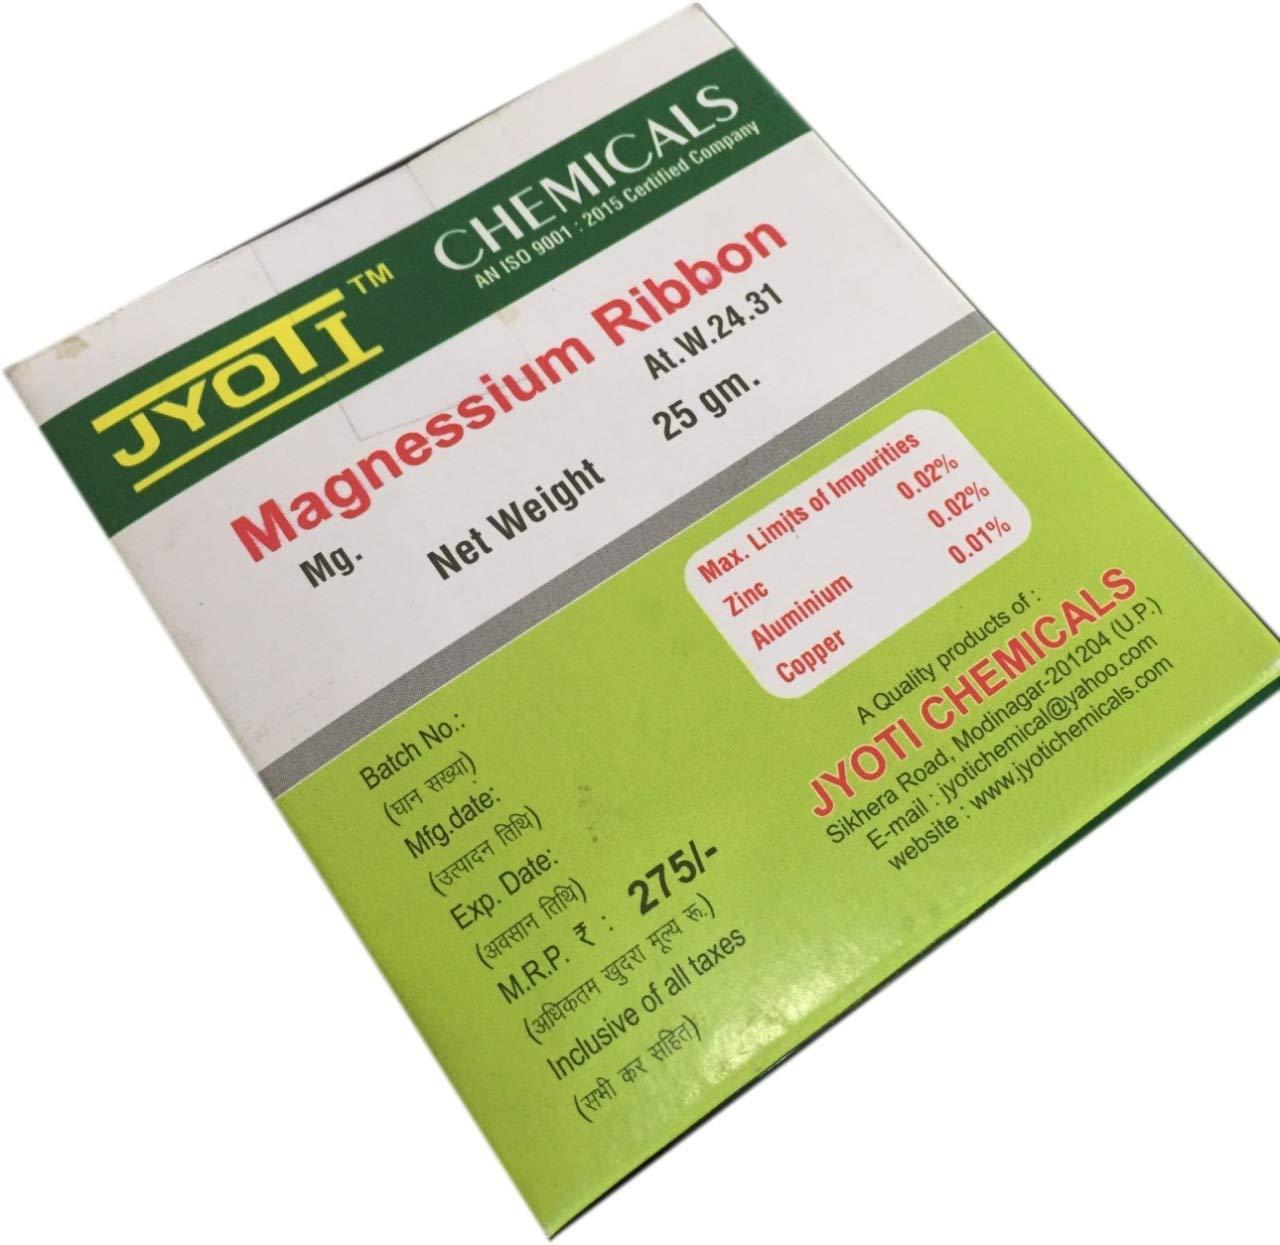 JYOTI™ CHEMICALS
AN ISO 9001 : 2015 Certified Company
Magnessium Ribbon
Mg. At.W.24.31
Net Weight 25 gm.
Max. Limits of Impurities
Zinc 0.02%
Aluminium 0.02%
Copper 0.01%
Batch No.:
(घान सख्या)
Mfg.date:
(उत्पादन तिथि)
Exp. Date:
(अवसान तिथि)
M.R.P. ₹ : 275/-
(अधिकतम खुदरा मूल्य रू.)
Inclusive of all taxes
(सभी कर सहित)
A Quality products of :
JYOTI CHEMICALS
Sikhera Road, Modinagar-201204 (U.P.)
E-mail : jyotichemical@yahoo.com
website : www.jyotichemicals.com